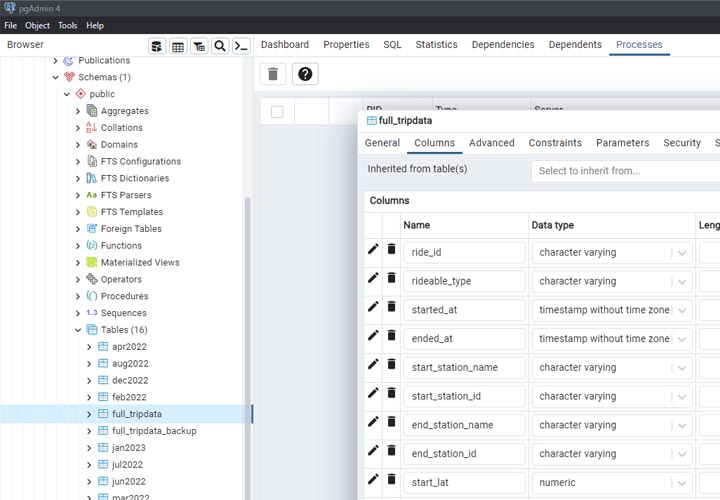 pgAdmin 4
File Object Tools Help
Browser
Dashboard Properties SQL Statistics Dependencies Dependents Processes
Publications
Schemas (1)
public
Aggregates
Collations
Domains
FTS Configurations
FTS Dictionaries
Aa FTS Parsers
FTS Templates
Foreign Tables
Functions
Materialized Views
Operators
Procedures
1..3 Sequences
Tables (16)
apr2022
aug2022
dec2022
feb2022
full_tripdata
full_tripdata_backup
jan2023
jul2022
jun2022
mar2022
PID Type Server
full_tripdata
General Columns Advanced Constraints Parameters Security S
Inherited from table(s) Select to inherit from...
Columns
Name Data type Leng
ride_id character varying
rideable_type character varying
started_at timestamp without time zone
ended_at timestamp without time zone
start_station_name character varying
start_station_id character varying
end_station_name character varying
end_station_id character varying
start_lat numeric